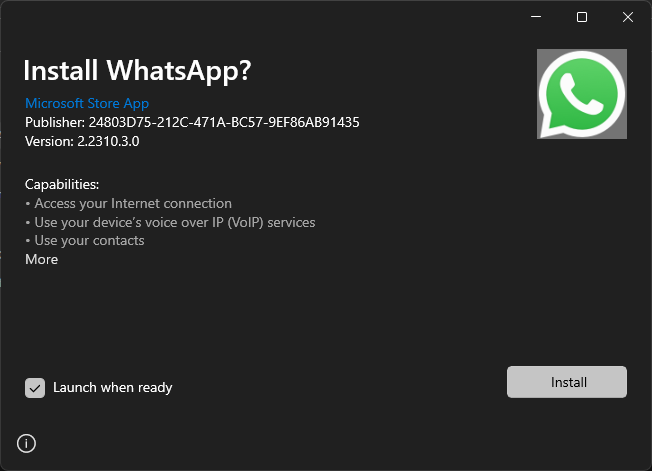 Install WhatsApp?
Microsoft Store App
Publisher: 24803D75-212C-471A-BC57-9EF86AB91435
Version: 2.2310.3.0
Capabilities:
• Access your Internet connection
• Use your device's voice over IP (VoIP) services
• Use your contacts
More
Launch when ready
Install